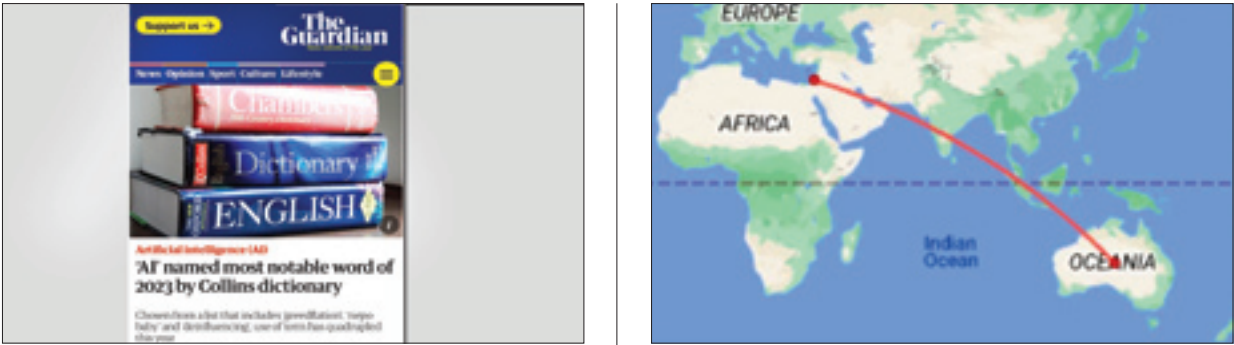 Support us →
The
Guardian
News Opinion Sport Culture Lifestyle
Chambers
Dictionary
ENGLISH
Artificial intelligence (AI)
'AI' named most notable word of
2023 by Collins dictionary
Chosen from a list that includes 'greedflation', 'nepo
baby' and deinfluencing, use of term has quadrupled
this year
EUROPE
AFRICA
Indian
Ocean
OCEANIA